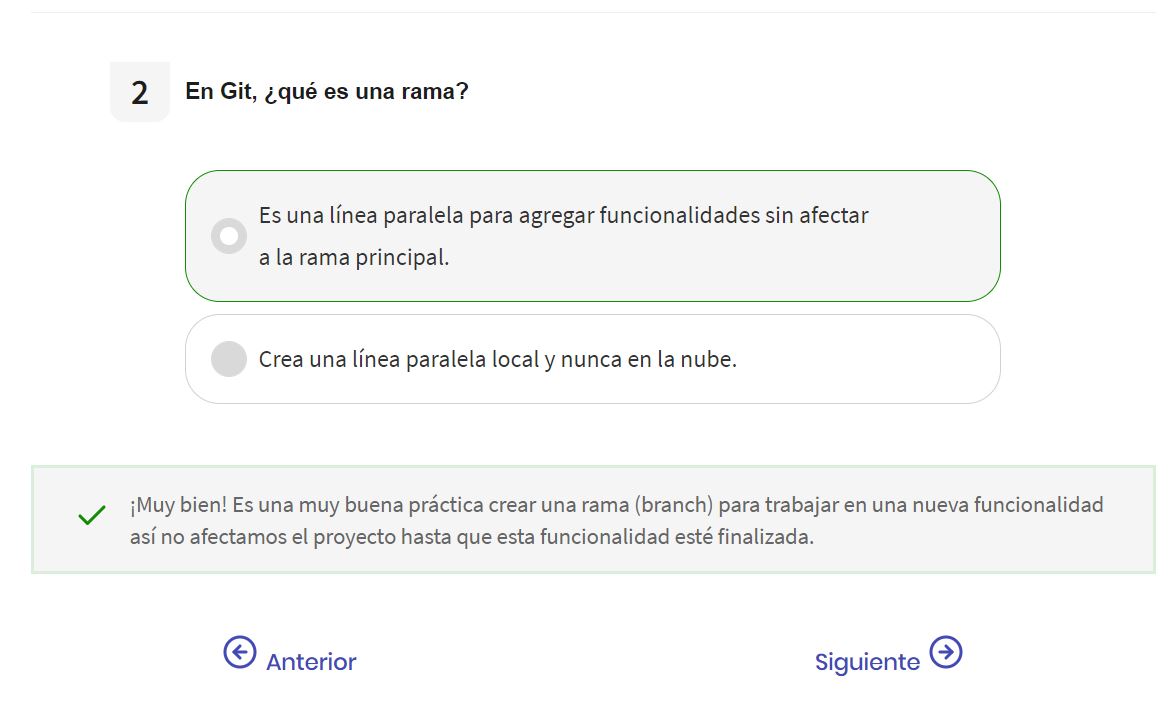 2
En Git, ¿qué es una rama?
Es una línea paralela para agregar funcionalidades sin afectar
a la rama principal.
Crea una línea paralela local y nunca en la nube.
¡Muy bien! Es una muy buena práctica crear una rama (branch) para trabajar en una nueva funcionalidad
así no afectamos el proyecto hasta que esta funcionalidad esté finalizada.
Anterior
Siguiente